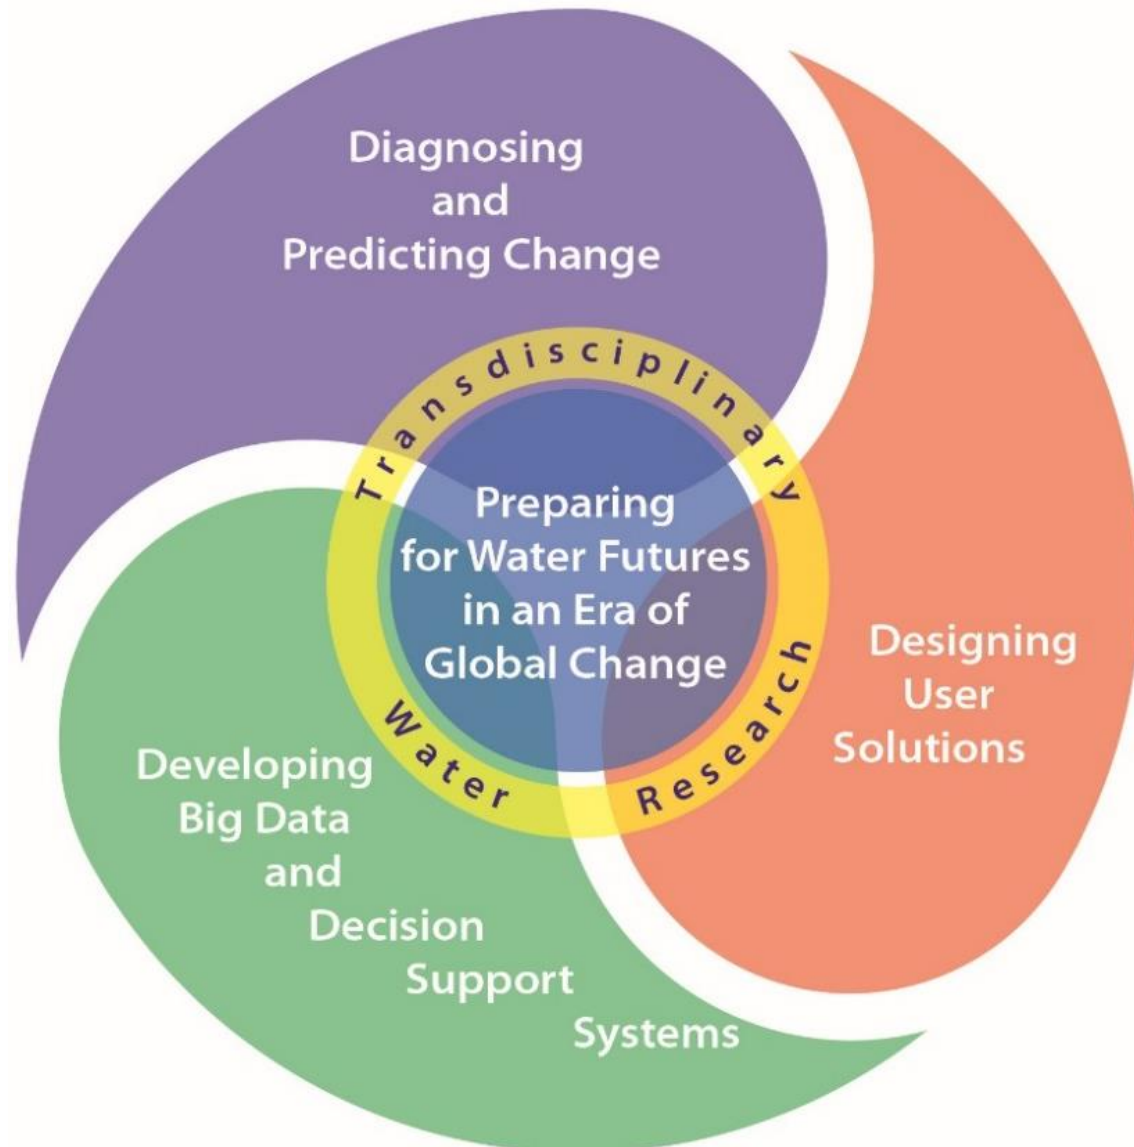 Diagnosing
and
Predicting Change
Transdisciplinary
Preparing
for Water Futures
in an Era of
Global Change
Water
Research
Designing
User
Solutions
Developing
Big Data
and
Decision
Support
Systems